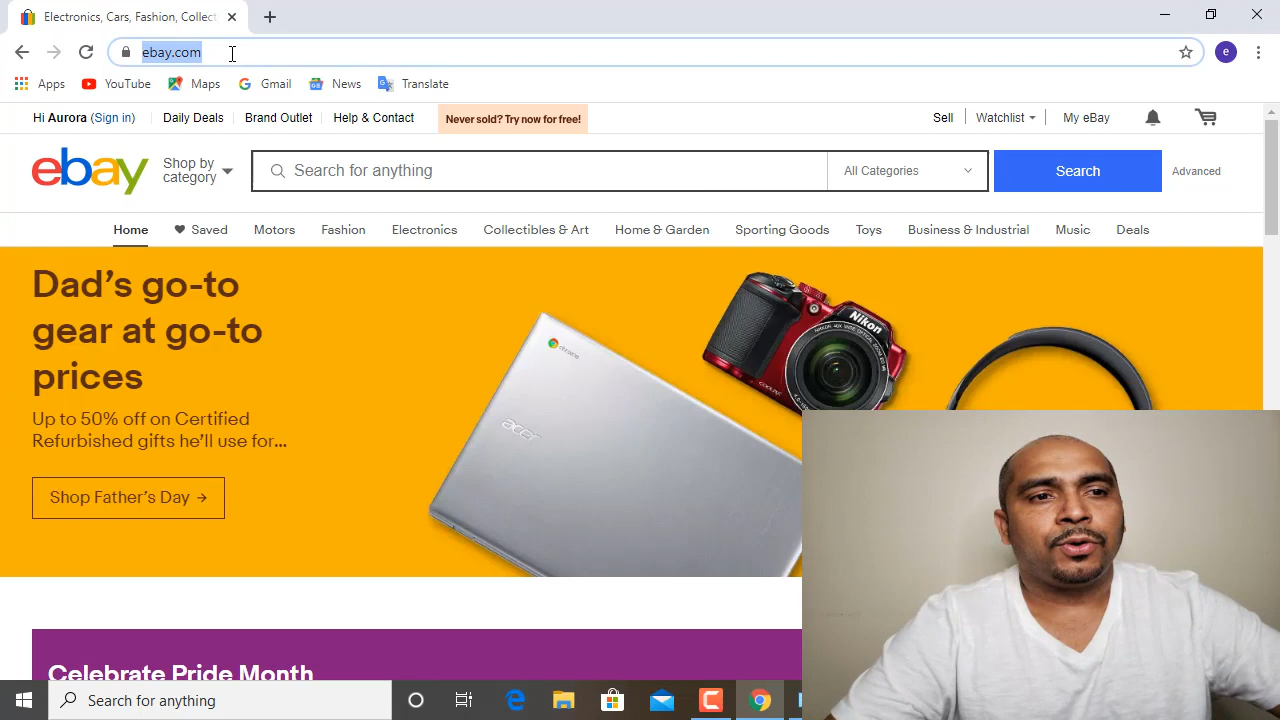 Electronics, Cars, Fashion, Collect
ebay.com
e
Apps YouTube Maps Gmail News Translate
Hi Aurora (Sign in) Daily Deals Brand Outlet Help & Contact Never sold? Try now for free! Sell Watchlist My eBay
ebay
Shop by
category
Search for anything
All Categories
Search
Advanced
Home Saved Motors Fashion Electronics Collectibles & Art Home & Garden Sporting Goods Toys Business & Industrial Music Deals
Dad's go-to
gear at go-to
prices
Up to 50% off on Certified
Refurbished gifts he'll use for...
Shop Father's Day →
chrome
acer
Nikon
COOLPIX
Celebrate Pride Month
Search for anything